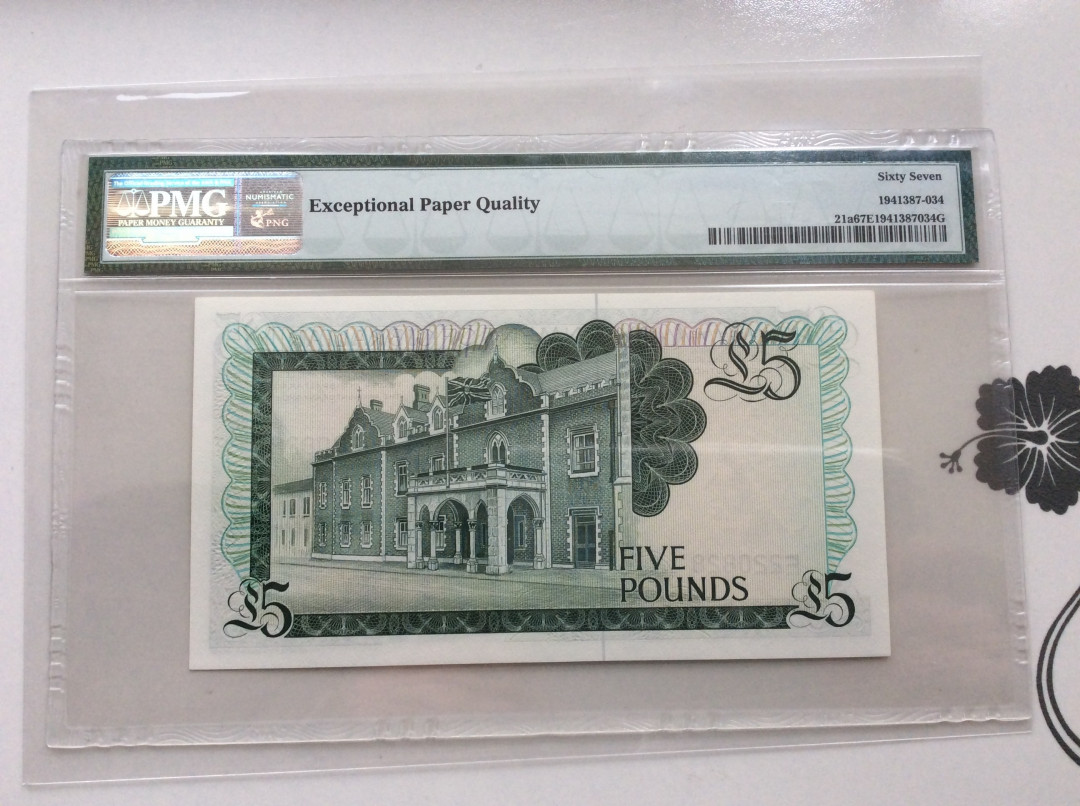 PMG
PAPER MONEY GUARANTY
NUMISMATIC
PNG
Exceptional Paper Quality
Sixty Seven
1941387-034
21a67E1941387034G
£5
FIVE
POUNDS
£5
£5